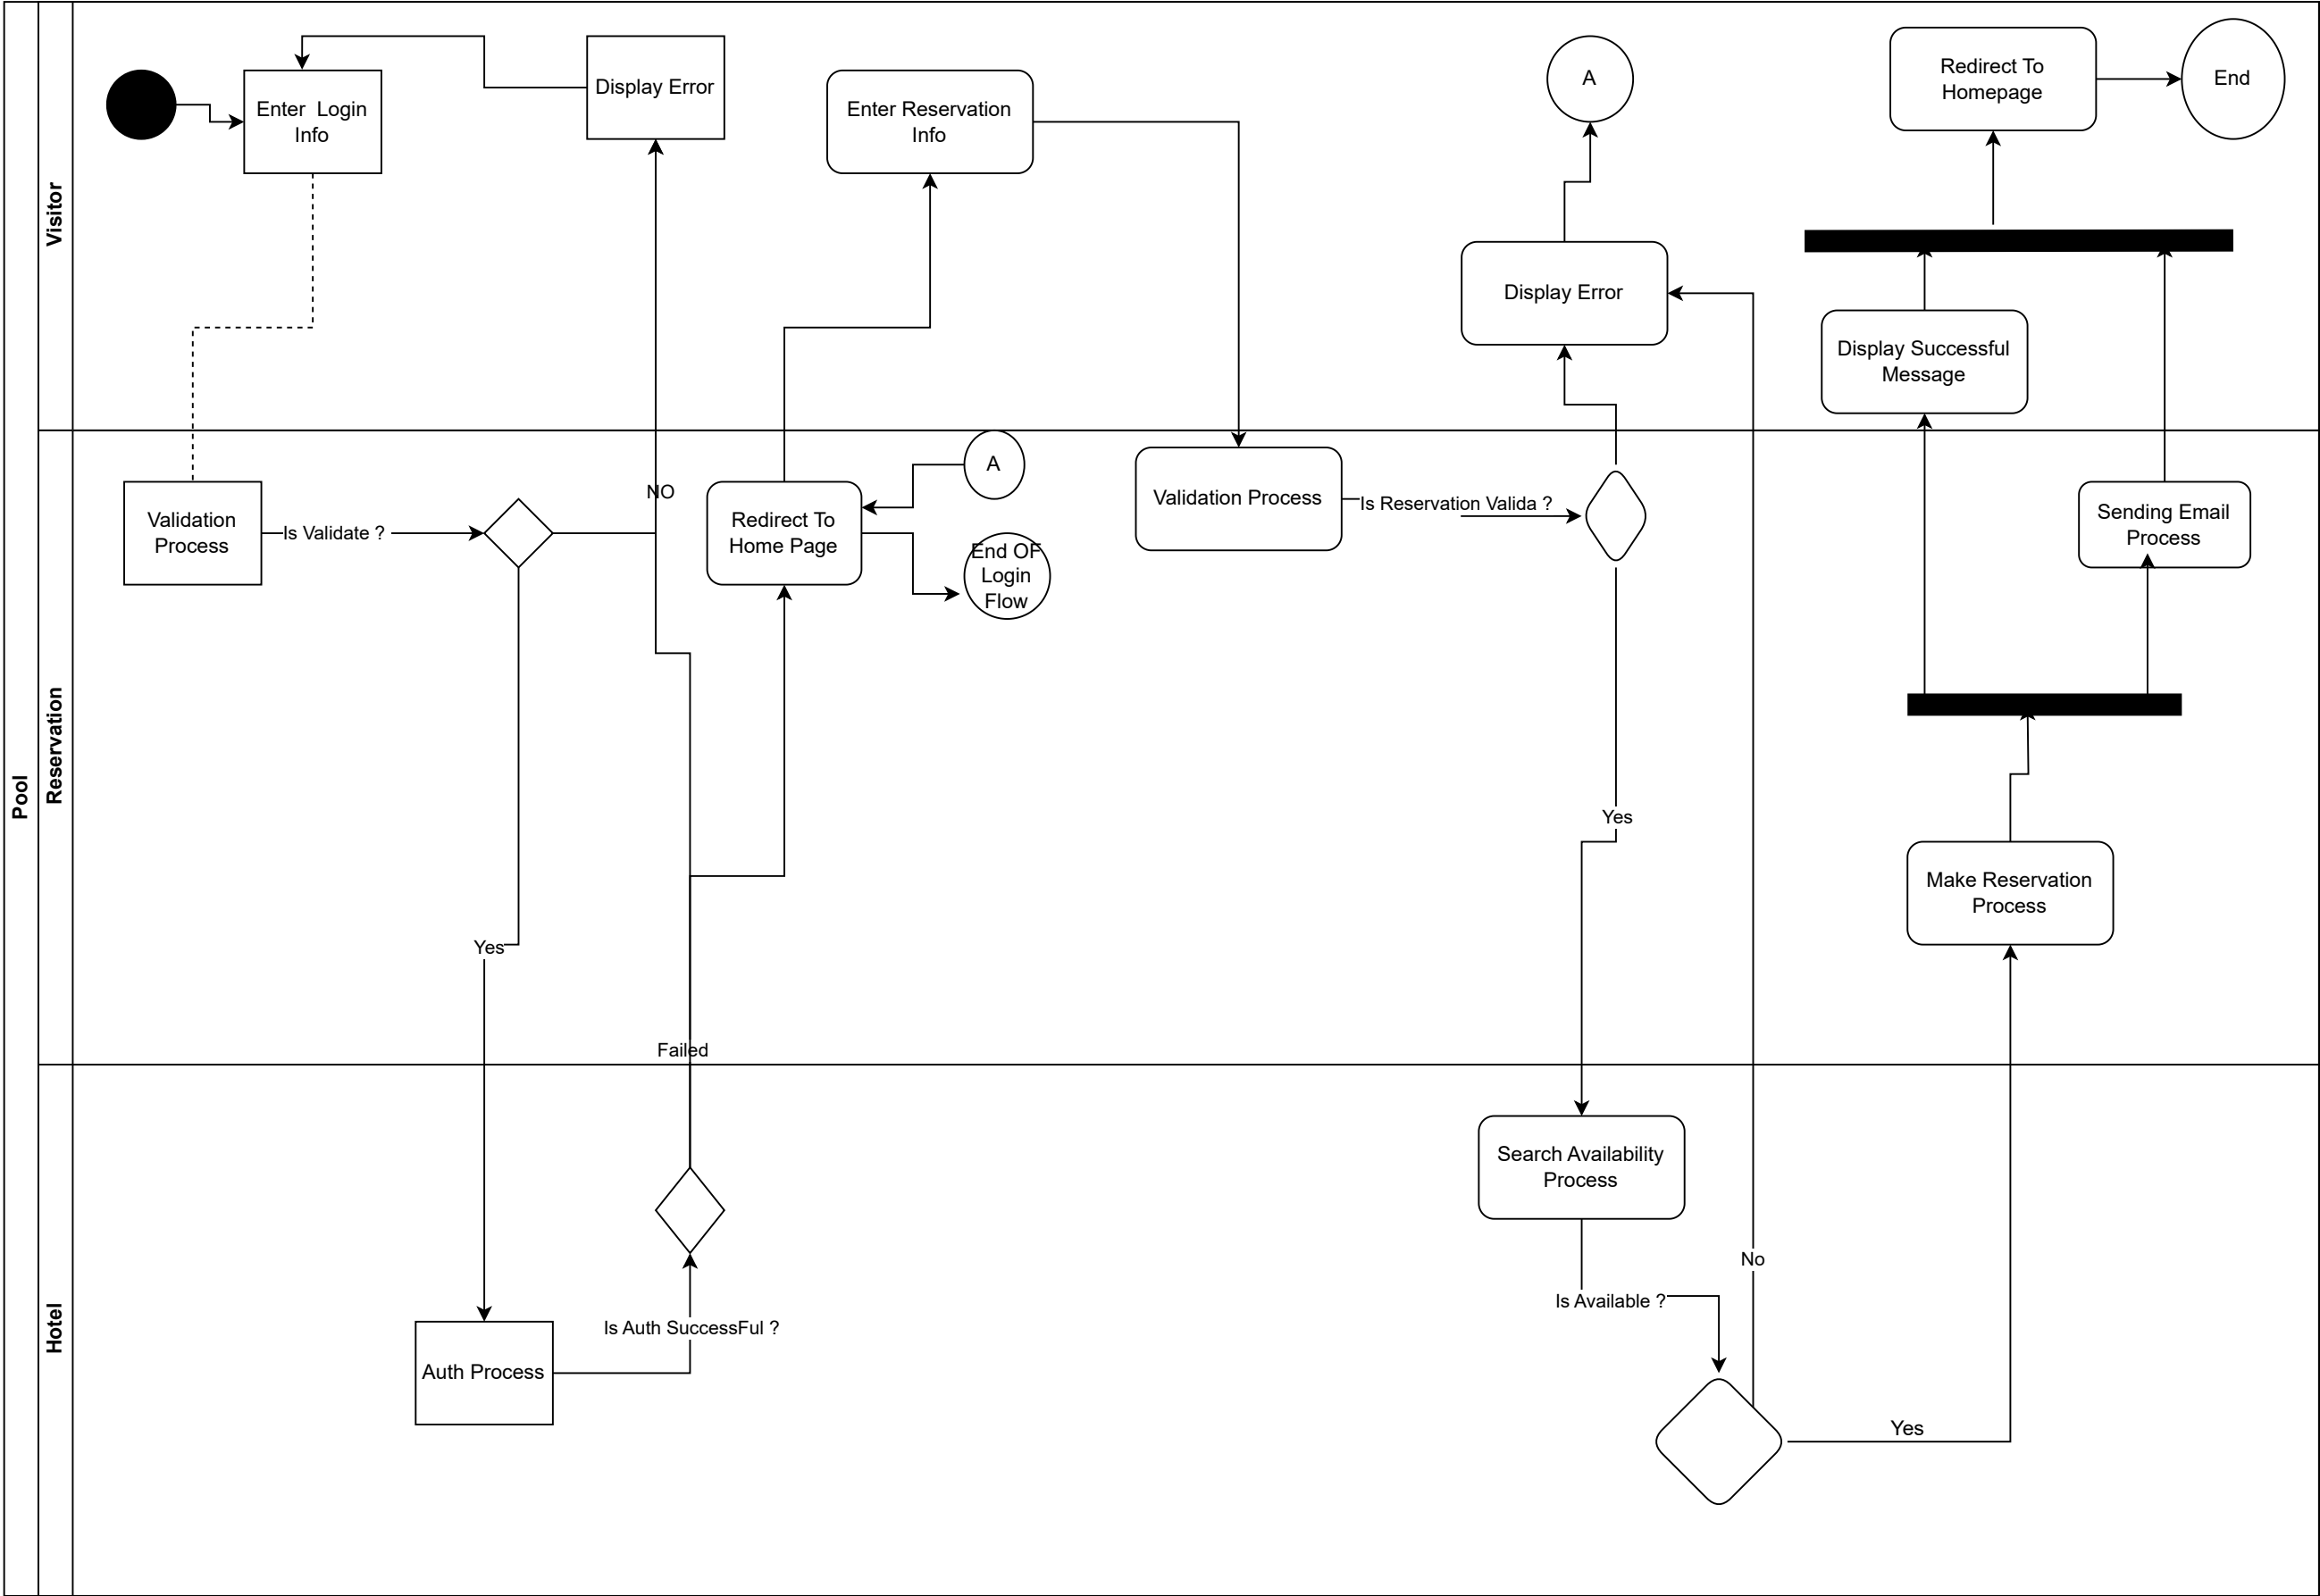 Pool
Visitor
Enter Login
Info
Display Error
Enter Reservation
Info
A
Redirect To
Homepage
End
Display Error
Display Successful
Message
Reservation
Validation
Process
Is Validate ?
NO
Redirect To
Home Page
A
End OF
Login
Flow
Validation Process
Is Reservation Valida ?
Sending Email
Process
Yes
Make Reservation
Process
Yes
Failed
Hotel
Search Availability
Process
No
Is Available ?
Is Auth SuccessFul ?
Auth Process
Yes